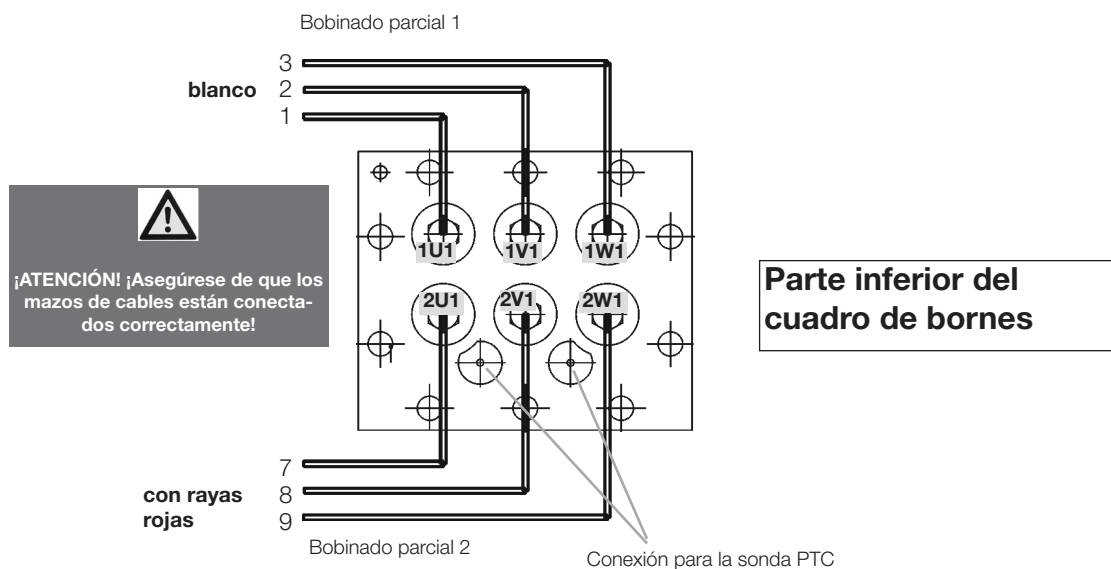 Bobinado parcial 1
3
blanco 2
1
1U1 1V1 1W1
¡ATENCIÓN! ¡Asegúrese de que los
mazos de cables están conecta-
dos correctamente!
2U1 2V1 2W1
Parte inferior del
cuadro de bornes
7
con rayas 8
rojas 9
Bobinado parcial 2
Conexión para la sonda PTC